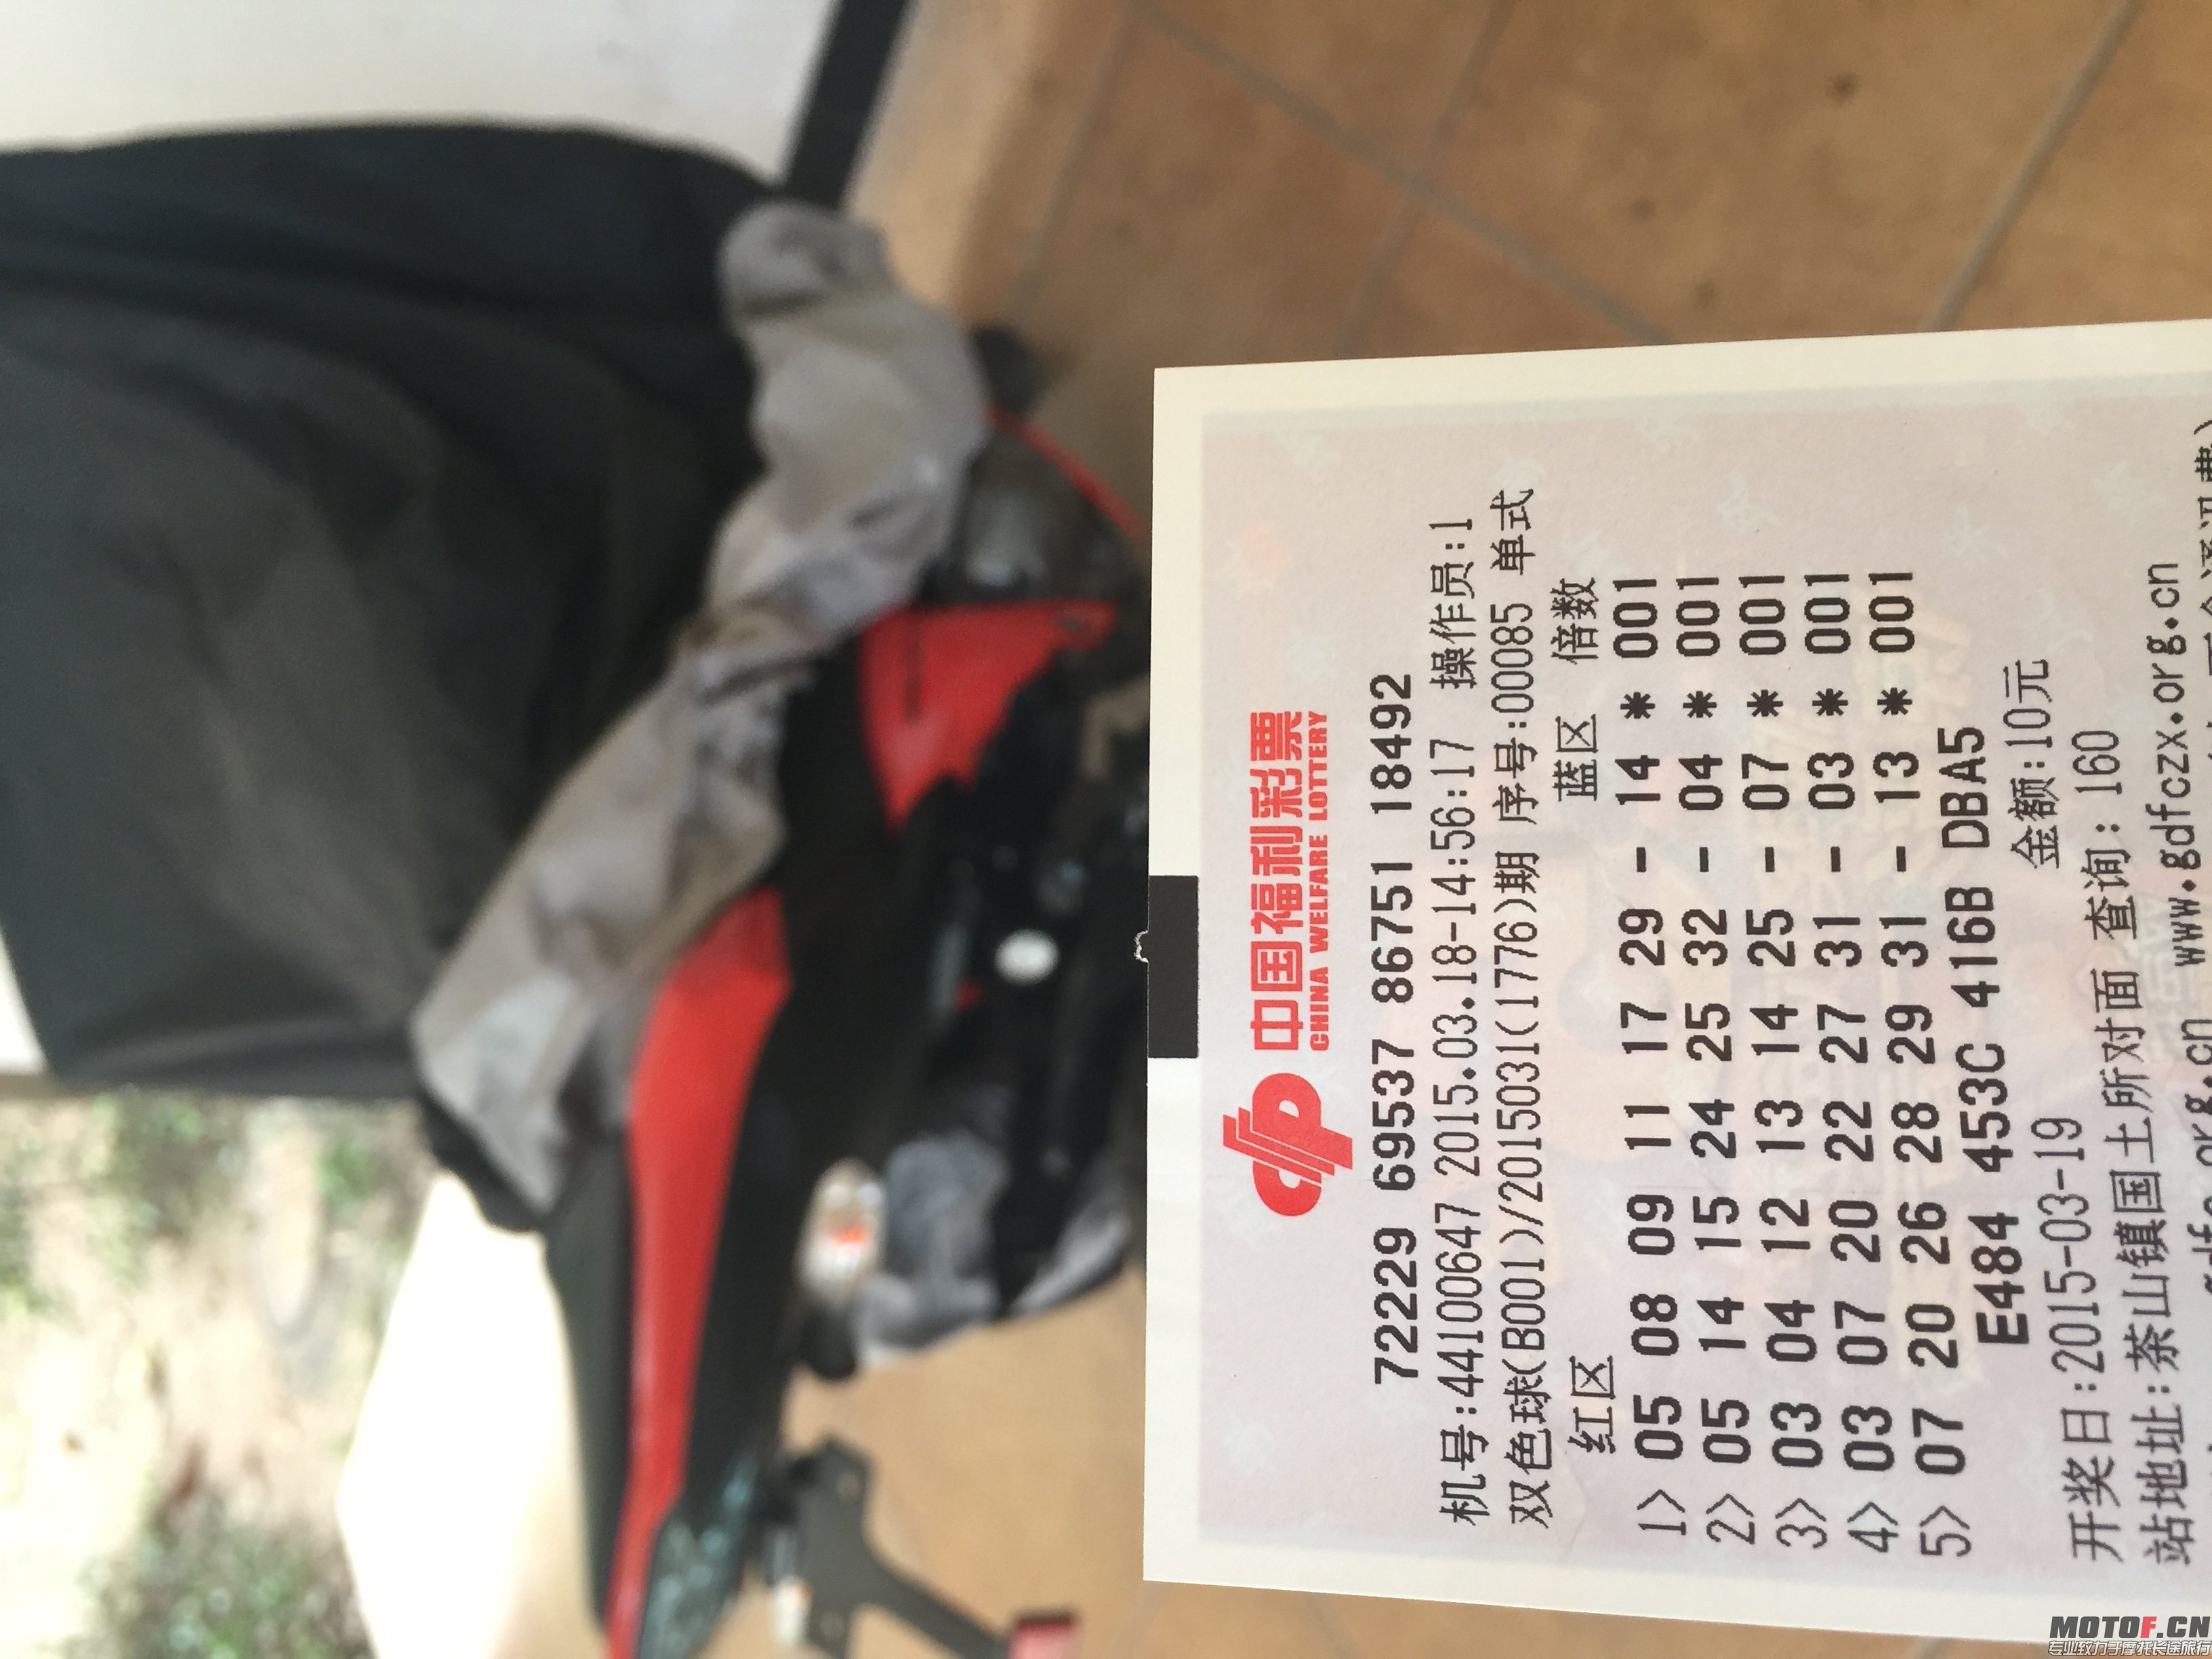 中国福利彩票
CHINA WELFARE LOTTERY
72229 69537 86751 18492
机号:44100647 2015.03.18-14:56:17 操作员:1
双色球(B001)/2015031(1776)期 序号:00085 单式
红区 蓝区 倍数
1> 05 08 09 11 17 29 - 14 * 001
2> 05 14 15 24 25 32 - 04 * 001
3> 03 04 12 13 14 25 - 07 * 001
4> 03 07 20 22 27 31 - 03 * 001
5> 07 20 26 28 29 31 - 13 * 001
E484 453C 416B DBA5
开奖日:2015-03-19 金额:10元
站地址:茶山镇国土所对面 查询: 160
www.gdfczx.org.cn
MOTOF.CN
专业致力于摩托长途旅行